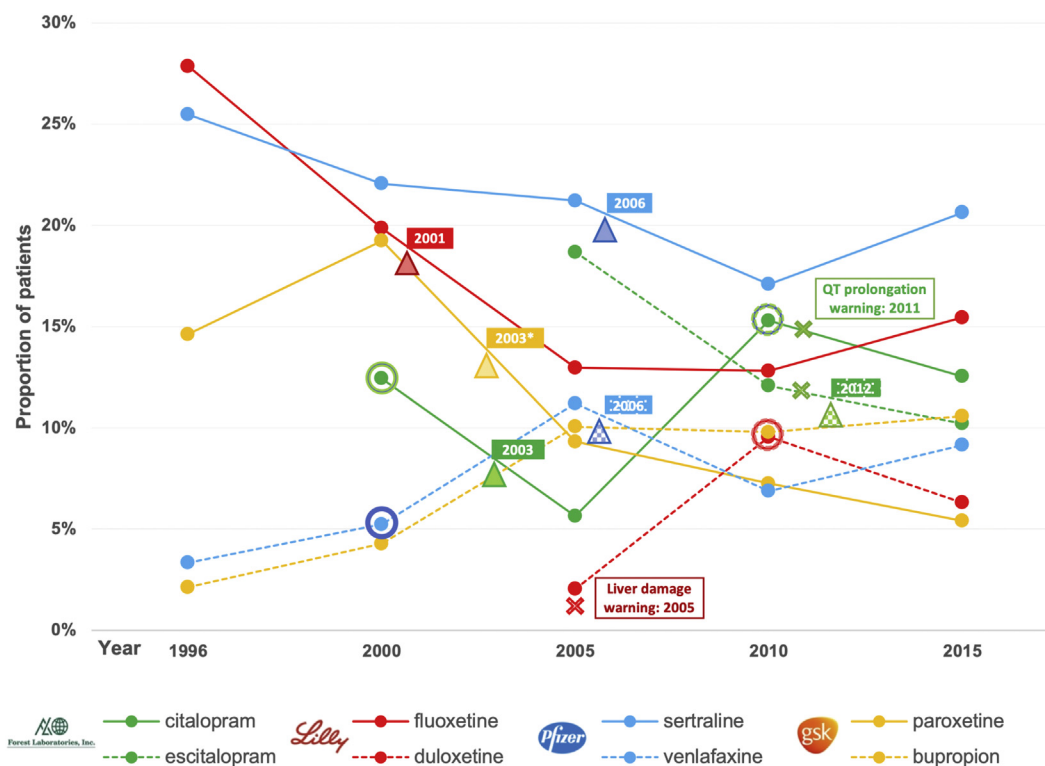 30%
25%
20%
15%
10%
5%
0%
Proportion of patients
2006
2001
QT prolongation
warning: 2011
2003*
2012
2006
2003
Liver damage
warning: 2005
Year
1996
2000
2005
2010
2015
Forest Laboratories, Inc.
citalopram
escitalopram
Lilly
fluoxetine
duloxetine
Pfizer
sertraline
venlafaxine
gsk
paroxetine
bupropion